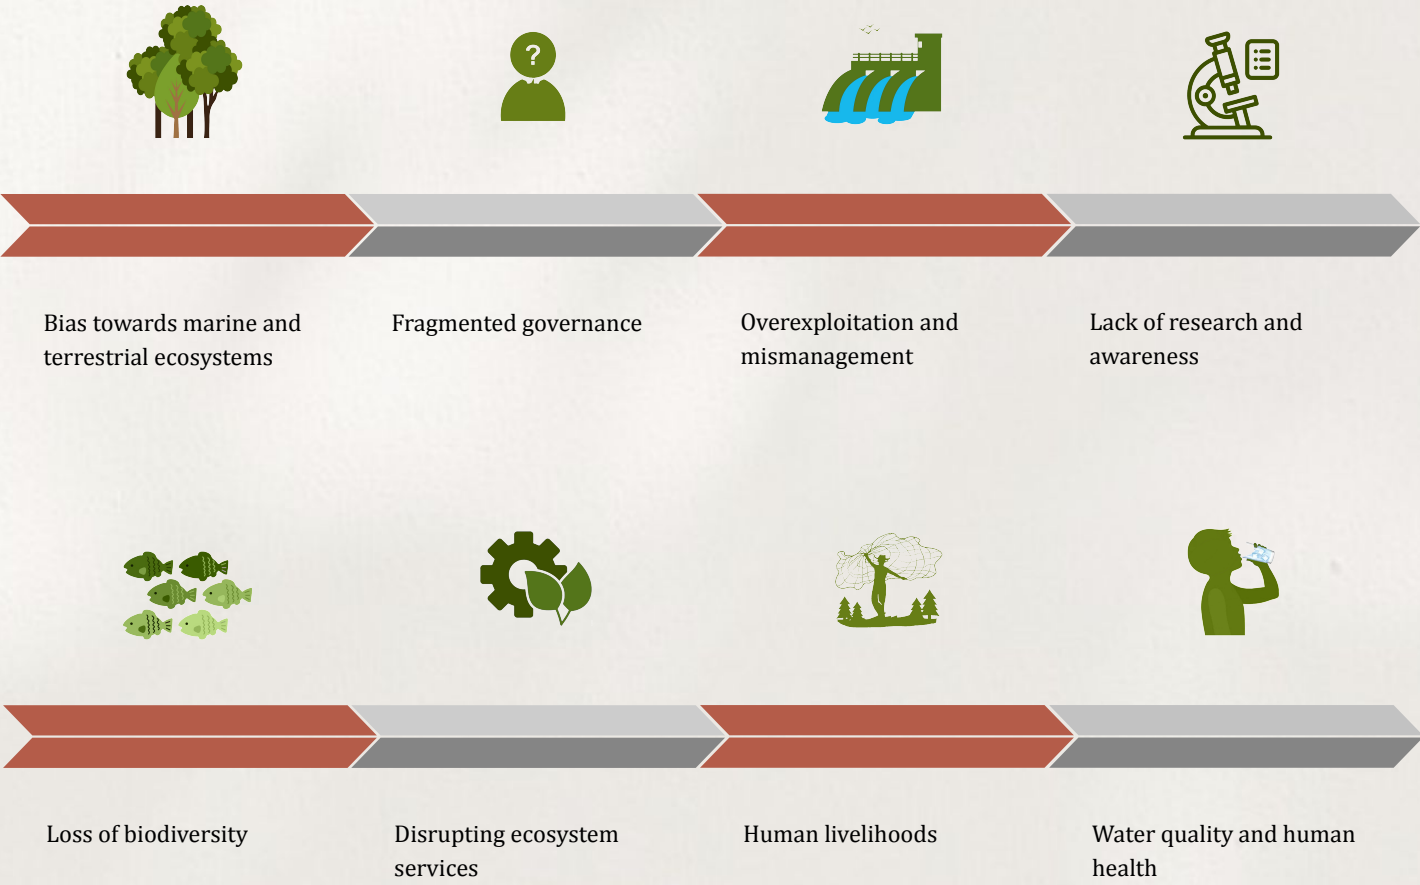 ?
Bias towards marine and
terrestrial ecosystems
Fragmented governance
Overexploitation and
mismanagement
Lack of research and
awareness
Loss of biodiversity
Disrupting ecosystem
services
Human livelihoods
Water quality and human
health